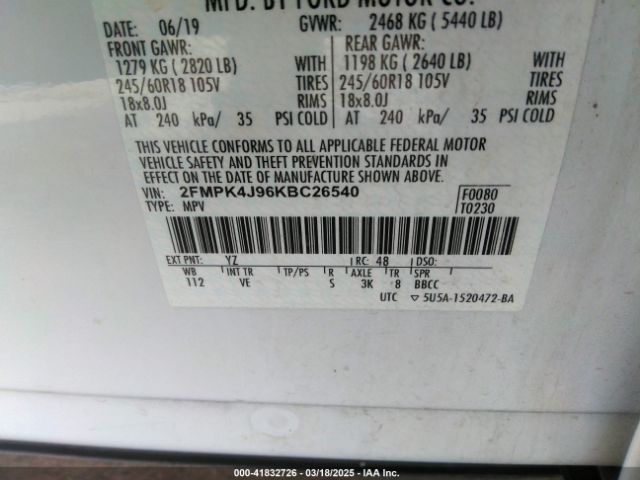 MFD. BY FORD MOTOR CO.
DATE: 06/19 GVWR: 2468 KG ( 5440 LB)
FRONT GAWR: REAR GAWR:
1279 KG ( 2820 LB) WITH 1198 KG ( 2640 LB) WITH
245/60R18 105V TIRES 245/60R18 105V TIRES
18x8.0J RIMS 18x8.0J RIMS
AT 240 kPa/ 35 PSI COLD AT 240 kPa/ 35 PSI COLD
THIS VEHICLE CONFORMS TO ALL APPLICABLE FEDERAL MOTOR
VEHICLE SAFETY AND THEFT PREVENTION STANDARDS IN
EFFECT ON THE DATE OF MANUFACTURE SHOWN ABOVE.
VIN: 2FMPK4J96KBC26540
TYPE: MPV
F0080
T0230
EXT PNT: YZ RC: 48 DSO:
WB INT TR TP/PS R AXLE TR SPR
112 VE S 3K 8 BBCC
UTC ▽ 5U5A-1520472-BA
000-41832726 - 03/18/2025 - IAA Inc.